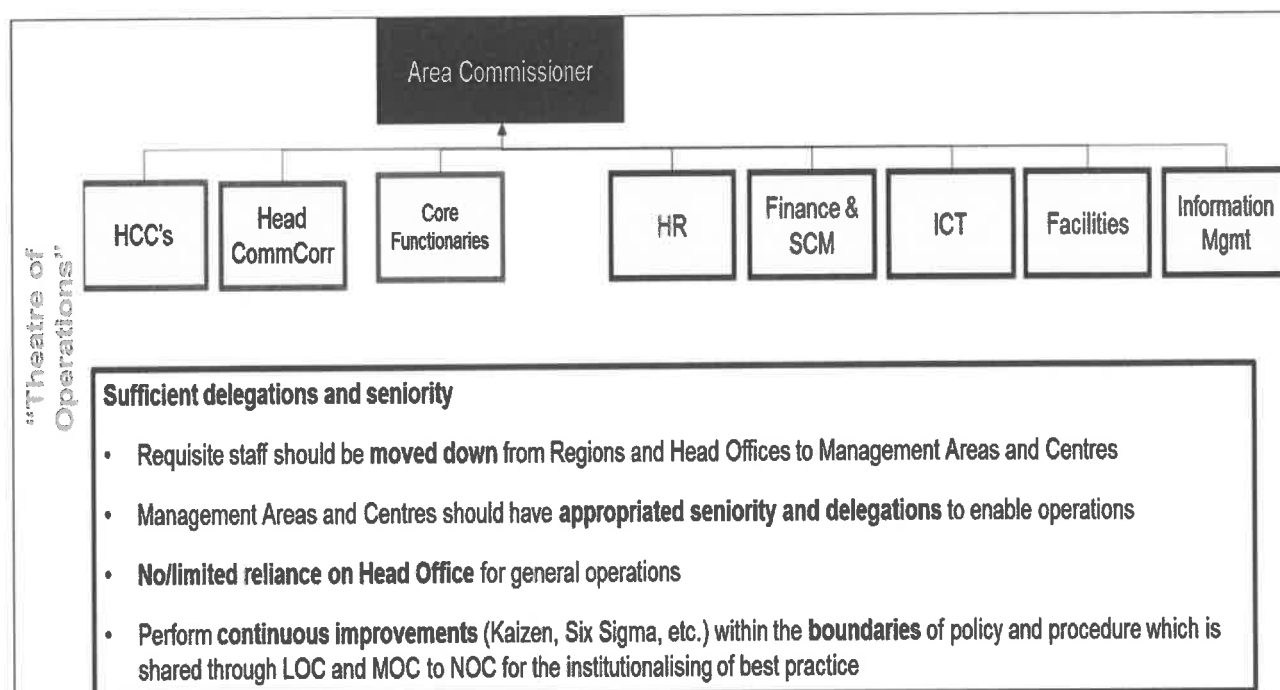 Area Commissioner
HCC's
Head
CommCorr
Core
Functionaries
HR
Finance &
SCM
ICT
Facilities
Information
Mgmt
"Theatre of
Operations"
Sufficient delegations and seniority
• Requisite staff should be moved down from Regions and Head Offices to Management Areas and Centres
• Management Areas and Centres should have appropriated seniority and delegations to enable operations
• No/limited reliance on Head Office for general operations
• Perform continuous improvements (Kaizen, Six Sigma, etc.) within the boundaries of policy and procedure which is
shared through LOC and MOC to NOC for the institutionalising of best practice